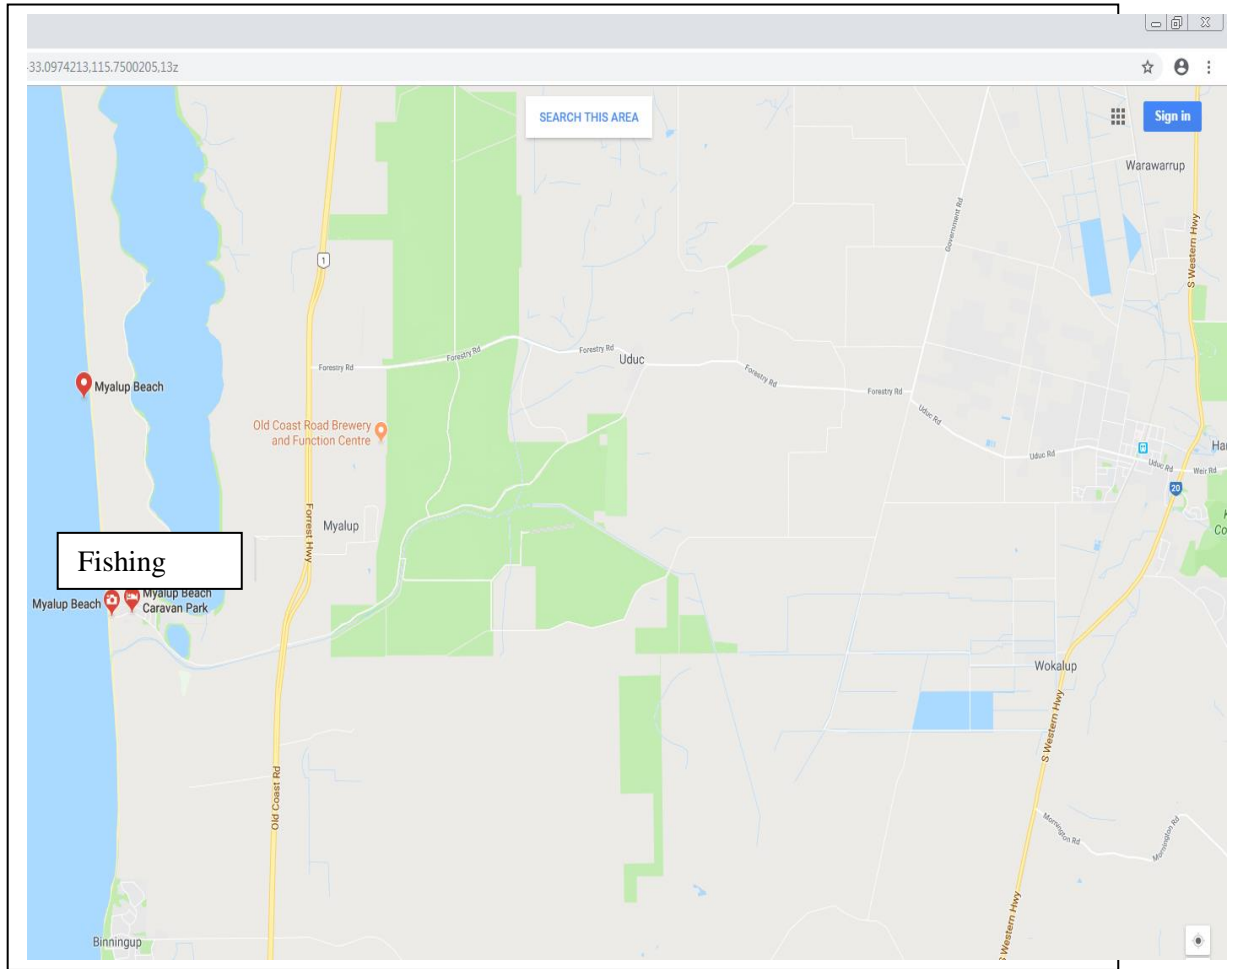 -33.0974213,115.7500205,13z
SEARCH THIS AREA
Sign in
Warawarrup
Government Rd
S Western Hwy
1
Forestry Rd
Forestry Rd
Forestry Rd
Uduc
Forestry Rd
Forestry Rd
Myalup Beach
Uduc Rd
Old Coast Road Brewery
and Function Centre
Uduc Rd
Ha
Uduc Rd
Weir Rd
20
Forrest Hwy
Myalup
K
Co
Fishing
Myalup Beach
Myalup Beach
Caravan Park
Wokalup
S Western Hwy
Old Coast Rd
Mornington Rd
Mornington Rd
S Western Hwy
Binningup